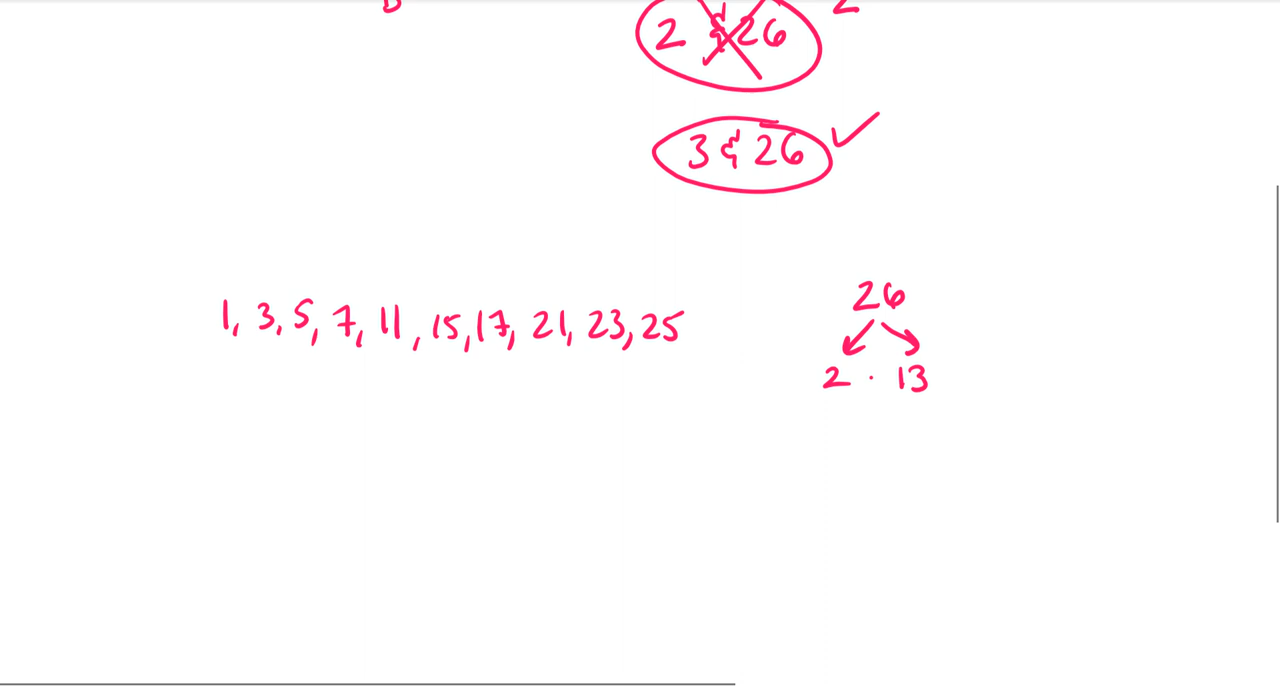 2 & 26
3 & 26
26
1, 3, 5, 7, 11, 15, 17, 21, 23, 25
2 · 13